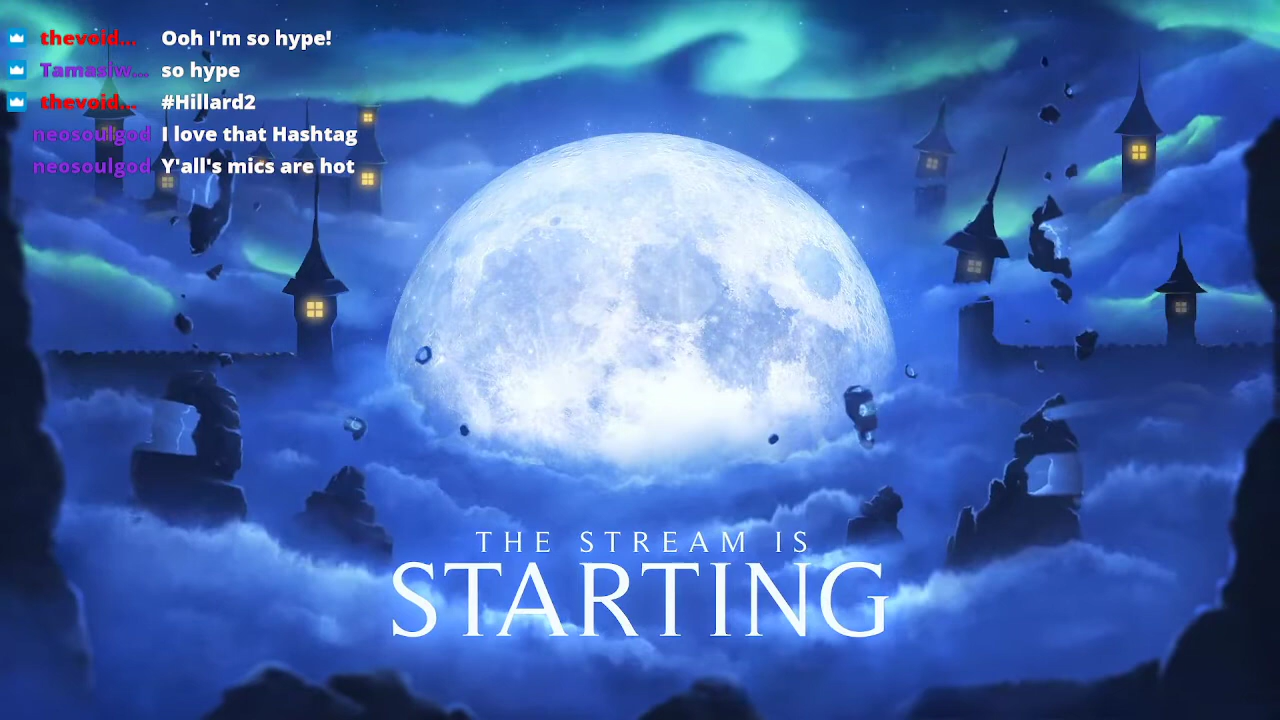 thevoid... Ooh I'm so hype!
Tamasiw... so hype
thevoid... #Hillard2
neosoulgod I love that Hashtag
neosoulgod Y'all's mics are hot
THE STREAM IS
STARTING